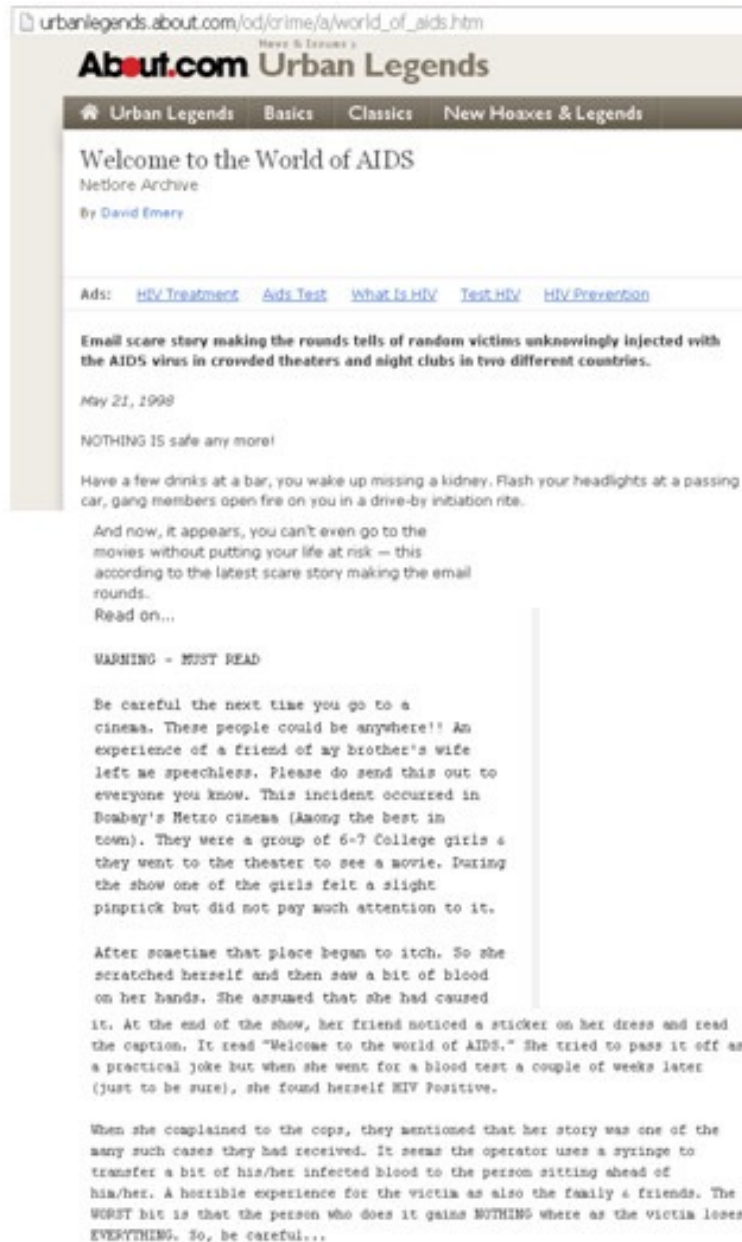 urbanlegends.about.com/od/crime/a/world_of_aids.htm
News & Issues
About.com Urban Legends
Urban Legends Basics Classics New Hoaxes & Legends
Welcome to the World of AIDS
Netlore Archive
By David Emery
Ads: HIV Treatment Aids Test What Is HIV Test HIV HIV Prevention
Email scare story making the rounds tells of random victims unknowingly injected with
the AIDS virus in crowded theaters and night clubs in two different countries.
May 21, 1998
NOTHING IS safe any more!
Have a few drinks at a bar, you wake up missing a kidney. Flash your headlights at a passing
car, gang members open fire on you in a drive-by initiation rite.
And now, it appears, you can't even go to the
movies without putting your life at risk — this
according to the latest scare story making the email
rounds.
Read on...
WARNING - MUST READ
Be careful the next time you go to a
cinema. These people could be anywhere!! An
experience of a friend of my brother's wife
left me speechless. Please do send this out to
everyone you know. This incident occurred in
Bombay's Metro cinema (Among the best in
town). They were a group of 6-7 College girls &
they went to the theater to see a movie. During
the show one of the girls felt a slight
pinprick but did not pay much attention to it.
After sometime that place began to itch. So she
scratched herself and then saw a bit of blood
on her hands. She assumed that she had caused
it. At the end of the show, her friend noticed a sticker on her dress and read
the caption. It read "Welcome to the world of AIDS." She tried to pass it off as
a practical joke but when she went for a blood test a couple of weeks later
(just to be sure), she found herself HIV Positive.
When she complained to the cops, they mentioned that her story was one of the
many such cases they had received. It seems the operator uses a syringe to
transfer a bit of his/her infected blood to the person sitting ahead of
him/her. A horrible experience for the victim as also the family & friends. The
WORST bit is that the person who does it gains NOTHING where as the victim loses
EVERYTHING. So, be careful...